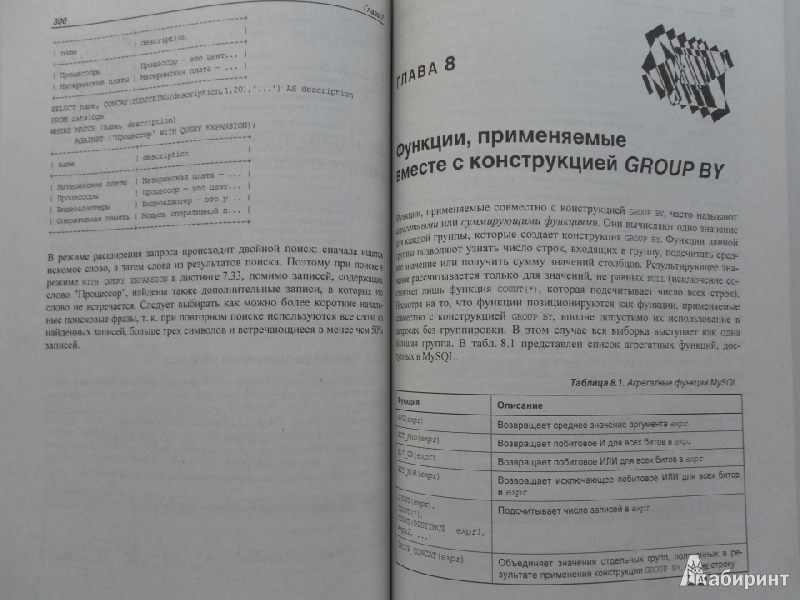 306
Глава 7
| name | description |
| Процессоры | Процессор – это цент... |
| Материнские платы | Материнская плата – ... |
SELECT name, CONCAT(SUBSTRING(description,1,20),'...') AS description
FROM catalogs
WHERE MATCH (name, description)
AGAINST ('Процессор' WITH QUERY EXPANSION);
| name | description |
| Материнские платы | Материнская плата – ... |
| Процессоры | Процессор – это цент... |
| Видеоадаптеры | Видеоадаптер – это у... |
| Оперативная память | Модуль оперативной п... |
В режиме расширения запроса происходит двойной поиск: сначала ищется
искомое слово, а затем слова из результатов поиска. Поэтому при поиске в
режиме WITH QUERY EXPANSION в листинге 7.33, помимо записей, содержащих
слово "Процессор", найдены также дополнительные записи, в которых это
слово не встречается. Следует выбирать как можно более короткие началь-
ные поисковые фразы, т. к. при повторном поиске используются все слова из
найденных записей, больше трех символов и встречающиеся в менее чем 50%
записей.
ГЛАВА 8
Функции, применяемые
вместе с конструкцией GROUP BY
Функции, применяемые совместно с конструкцией GROUP BY, часто называют
агрегатными или суммирующими функциями. Они вычисляют одно значение
для каждой группы, которые создает конструкция GROUP BY. Функции данной
группы позволяют узнать число строк, входящих в группу, подсчитать сред-
нее значение или получить сумму значений столбцов. Результирующее зна-
чение рассчитывается только для значений, не равных NULL (исключение со-
ставляет лишь функция COUNT(*), которая подсчитывает число всех строк).
Несмотря на то, что функции позиционируются как функции, применяемые
совместно с конструкцией GROUP BY, вполне допустимо их использование в
запросах без группировки. В этом случае вся выборка выступает как одна
большая группа. В табл. 8.1 представлен список агрегатных функций, дос-
тупных в MySQL.
Таблица 8.1. Агрегатные функции MySQL
Функция Описание
AVG(expr) Возвращает среднее значение аргумента expr
BIT_AND(expr) Возвращает побитовое И для всех битов в expr
BIT_OR(expr) Возвращает побитовое ИЛИ для всех битов в expr
BIT_XOR(expr) Возвращает исключающее побитовое ИЛИ для всех битов
в expr
COUNT(expr), Подсчитывает число записей в expr
COUNT(*),
COUNT(DISTINCT expr1,
expr2, ...)
GROUP_CONCAT(expr) Объединяет значения отдельных групп, полученных в ре-
зультате применения конструкции GROUP BY, в одну строку
Лабиринт